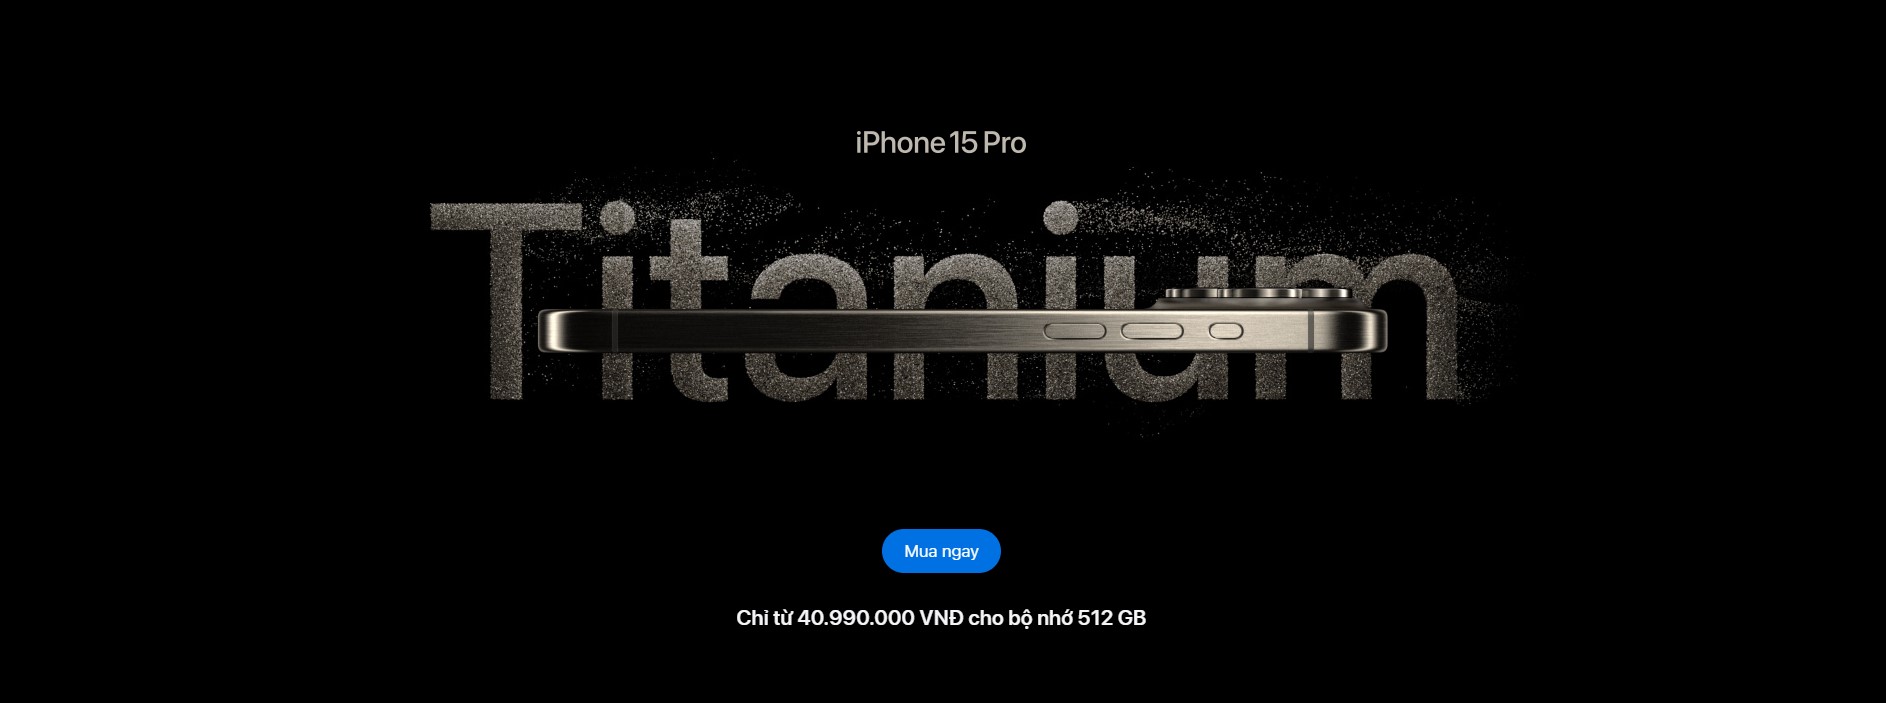 iPhone 15 Pro
Titanium
Mua ngay
Chỉ từ 40.990.000 VNĐ cho bộ nhớ 512 GB